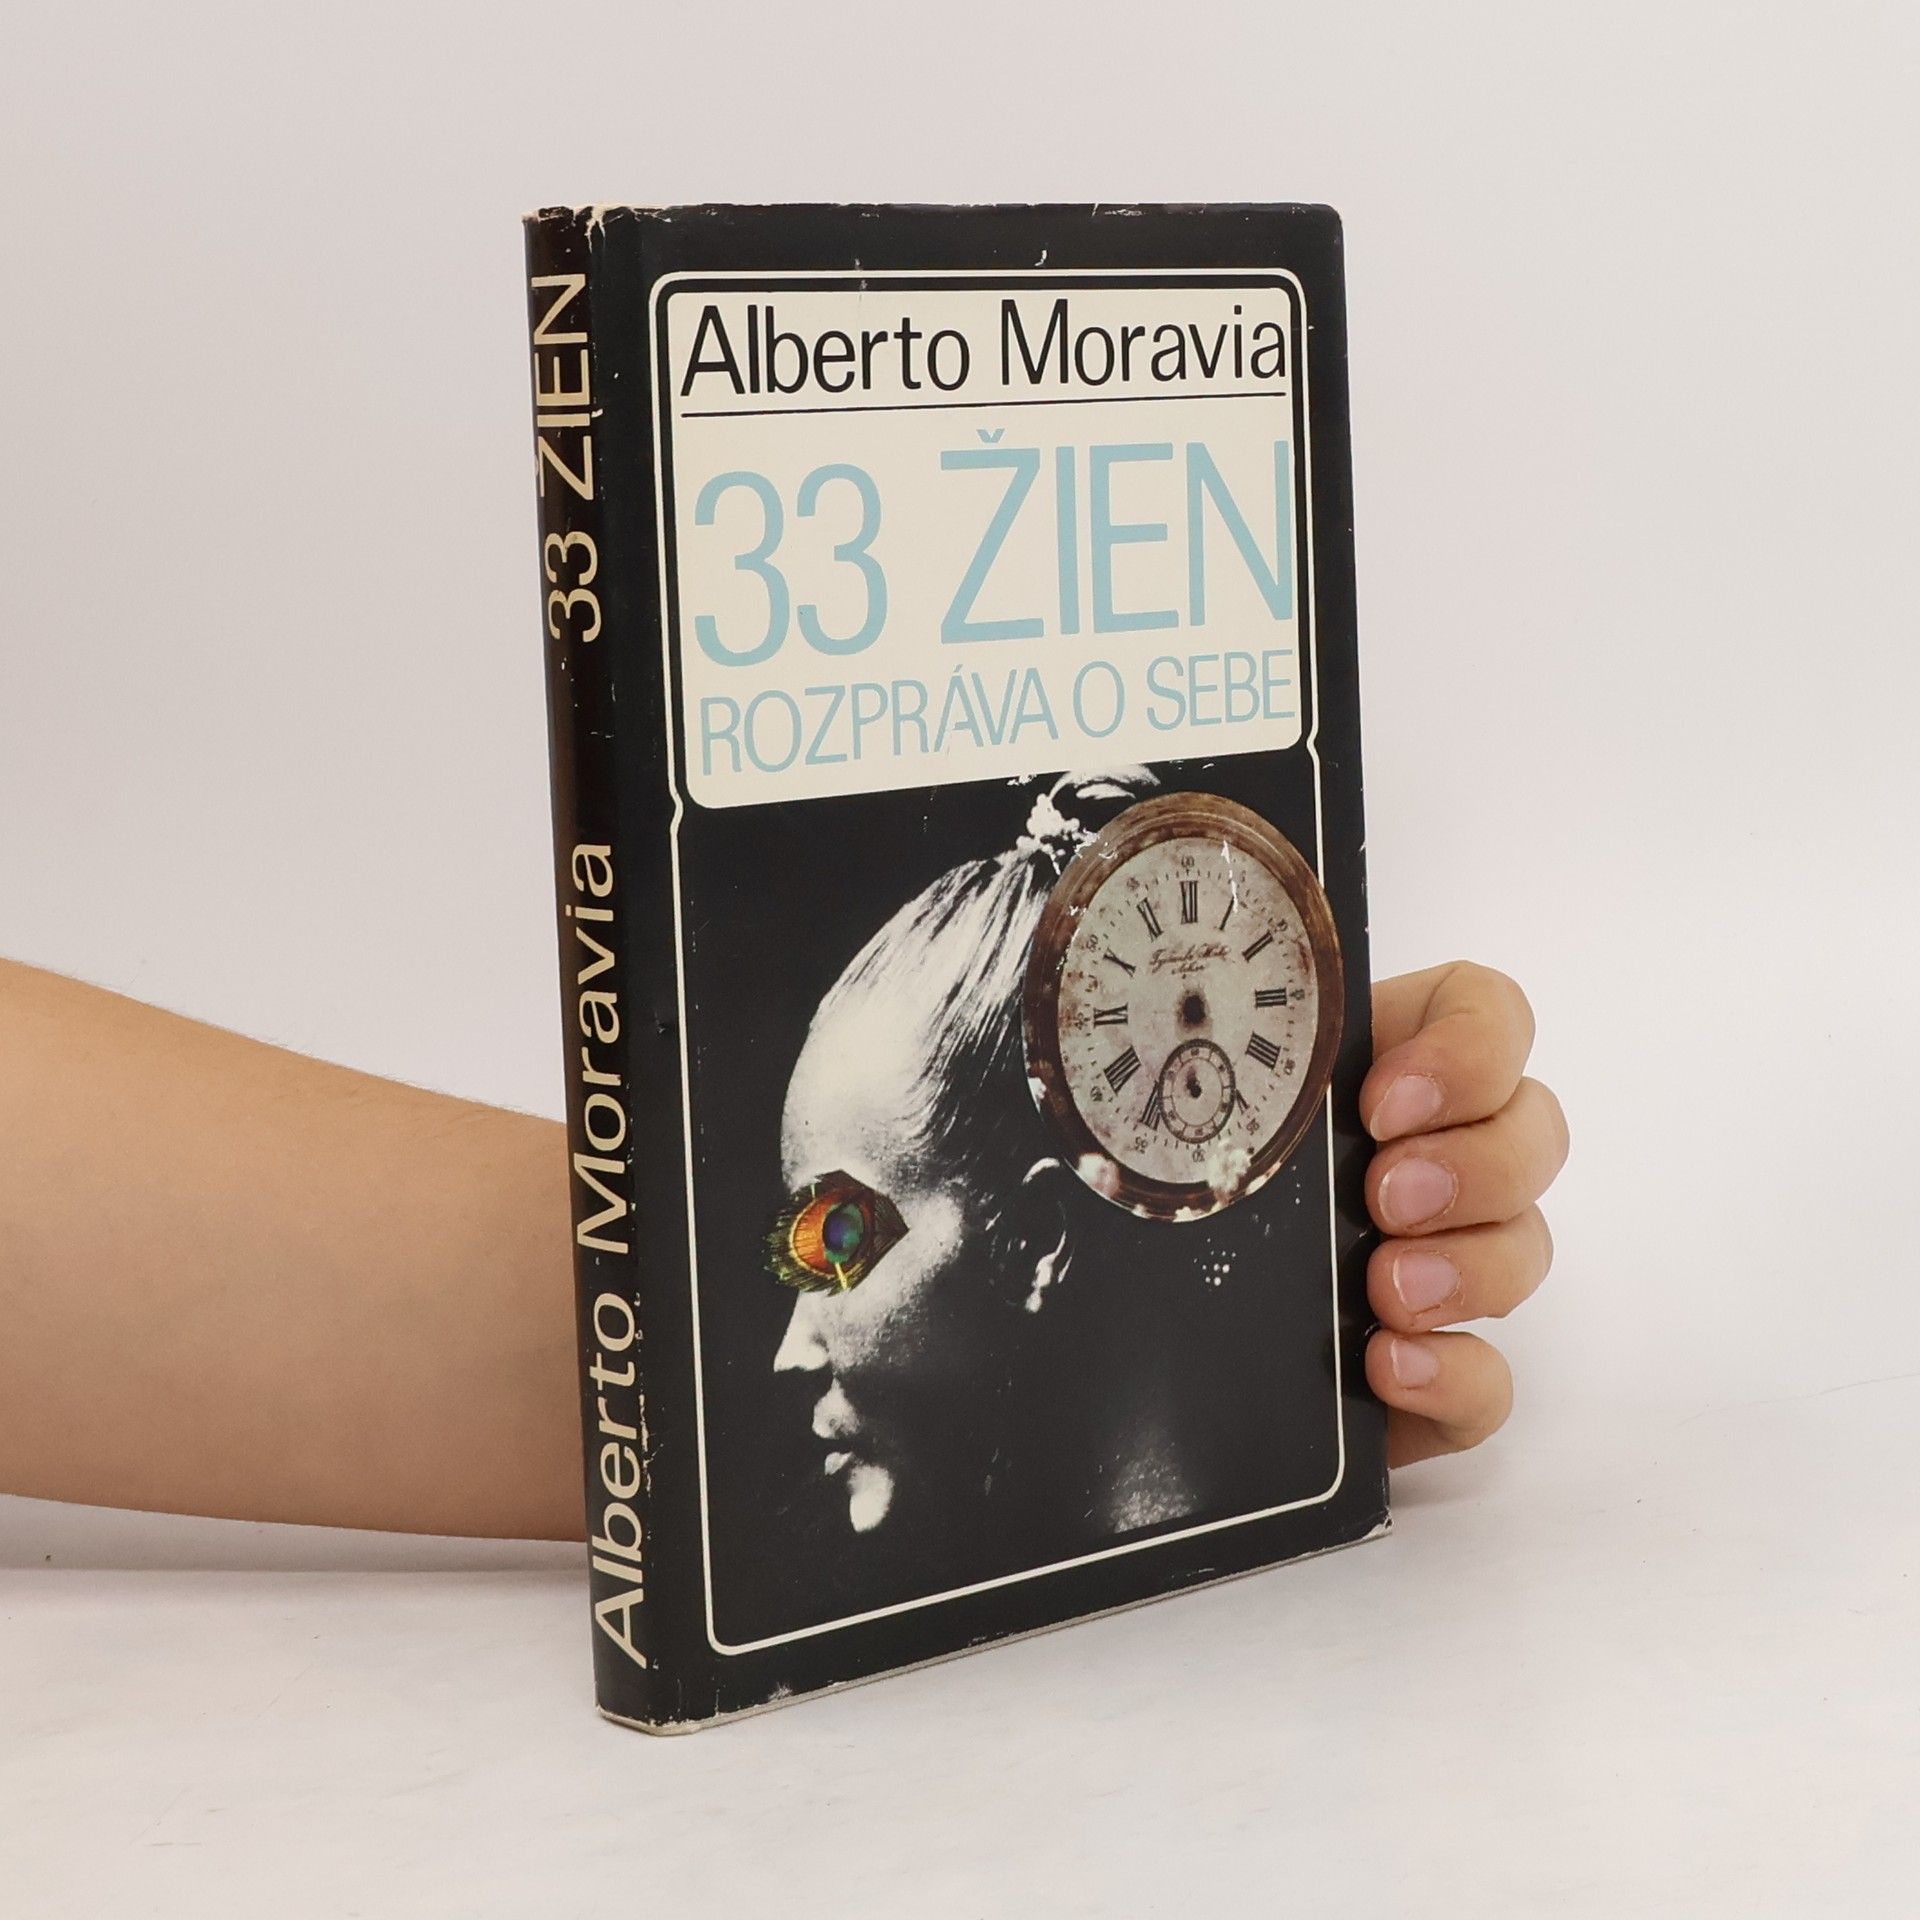 Alberto Moravia
33 ŽIEN
ROZPRÁVA O SEBE
Alberto Moravia 33 ŽIEN